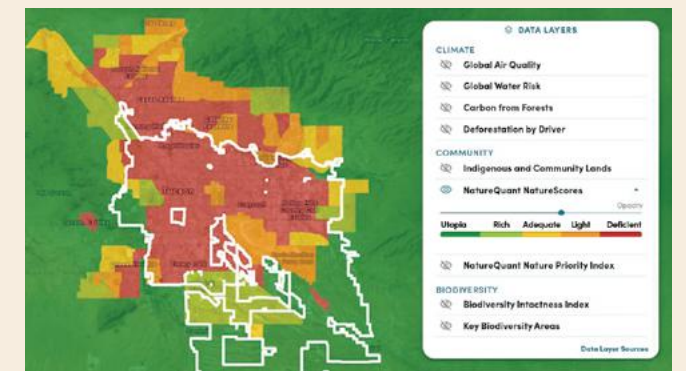 DATA LAYERS
CLIMATE
Global Air Quality
Global Water Risk
Carbon from Forests
Deforestation by Driver
COMMUNITY
Indigenous and Community Lands
NatureQuant NatureScores
Opacity
Utopia Rich Adequate Light Deficient
NatureQuant Nature Priority Index
BIODIVERSITY
Biodiversity Intactness Index
Key Biodiversity Areas
Data Layer Sources